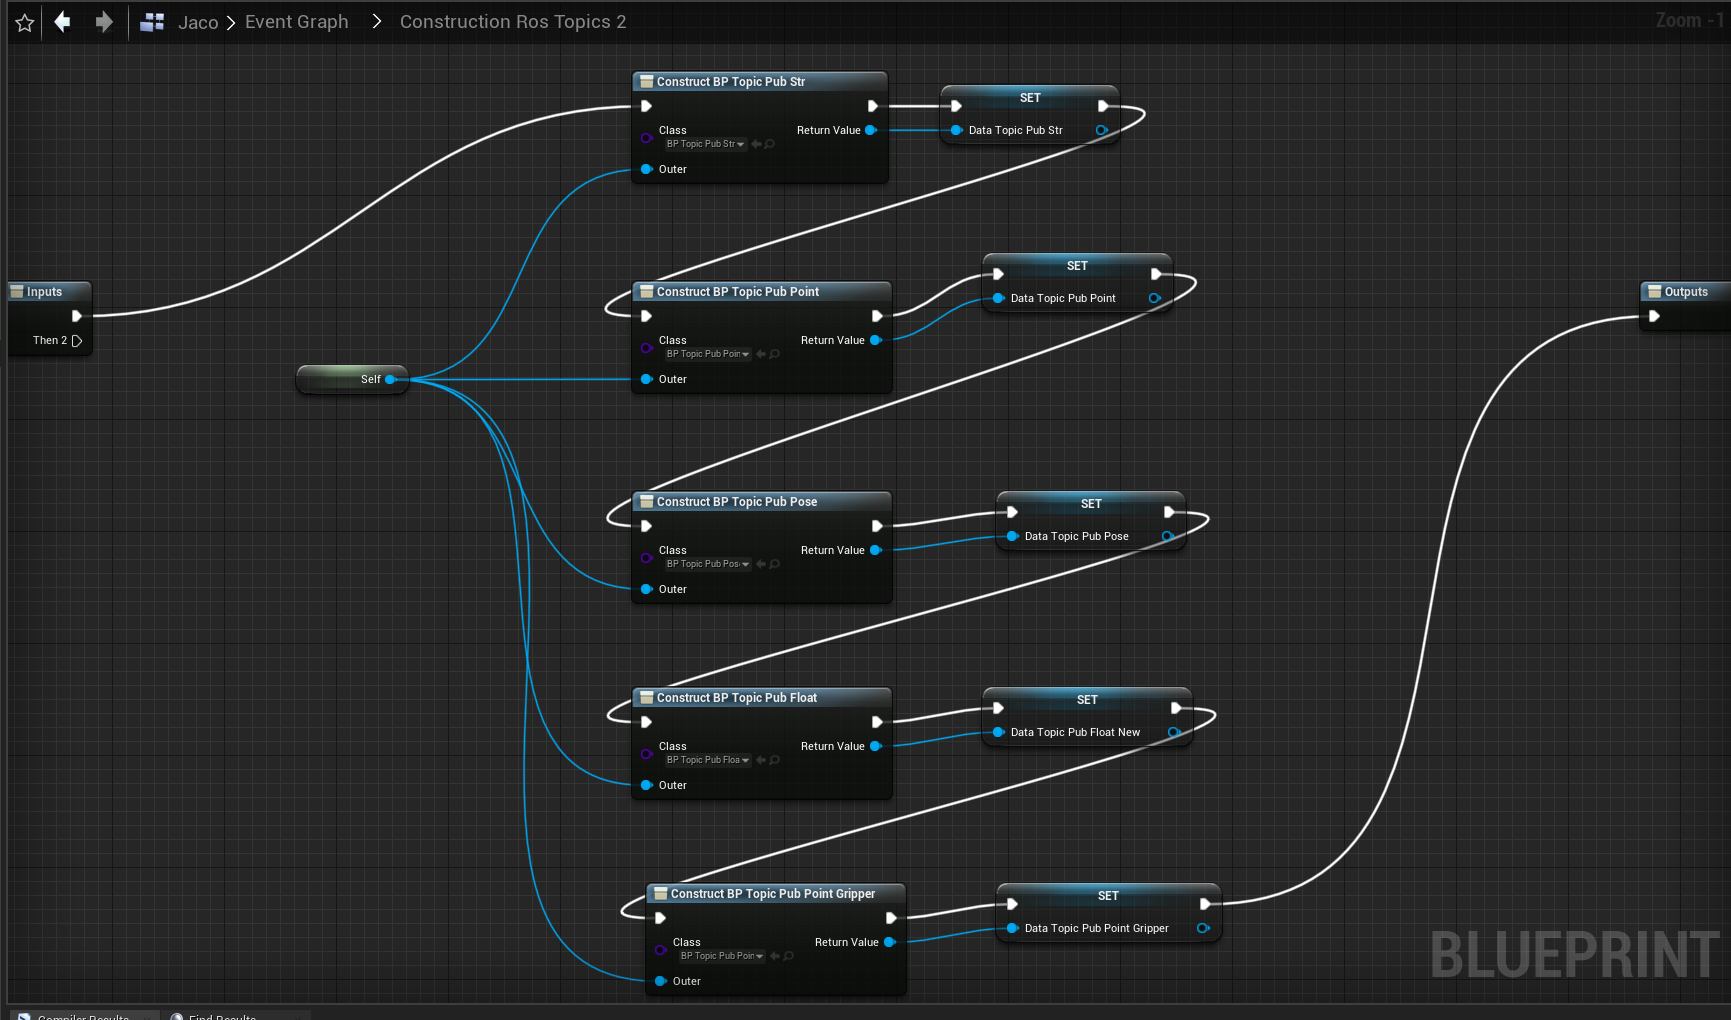 Jaco > Event Graph > Construction Ros Topics 2
Zoom -1
Construct BP Topic Pub Str
Class
BP Topic Pub Str
Outer
Return Value
SET
Data Topic Pub Str
Inputs
Then 2
Self
Construct BP Topic Pub Point
Class
BP Topic Pub Poin
Outer
Return Value
SET
Data Topic Pub Point
Outputs
Construct BP Topic Pub Pose
Class
BP Topic Pub Pos
Outer
Return Value
SET
Data Topic Pub Pose
Construct BP Topic Pub Float
Class
BP Topic Pub Floa
Outer
Return Value
SET
Data Topic Pub Float New
Construct BP Topic Pub Point Gripper
Class
BP Topic Pub Poin
Outer
Return Value
SET
Data Topic Pub Point Gripper
BLUEPRINT
Compiler Results
Find Results